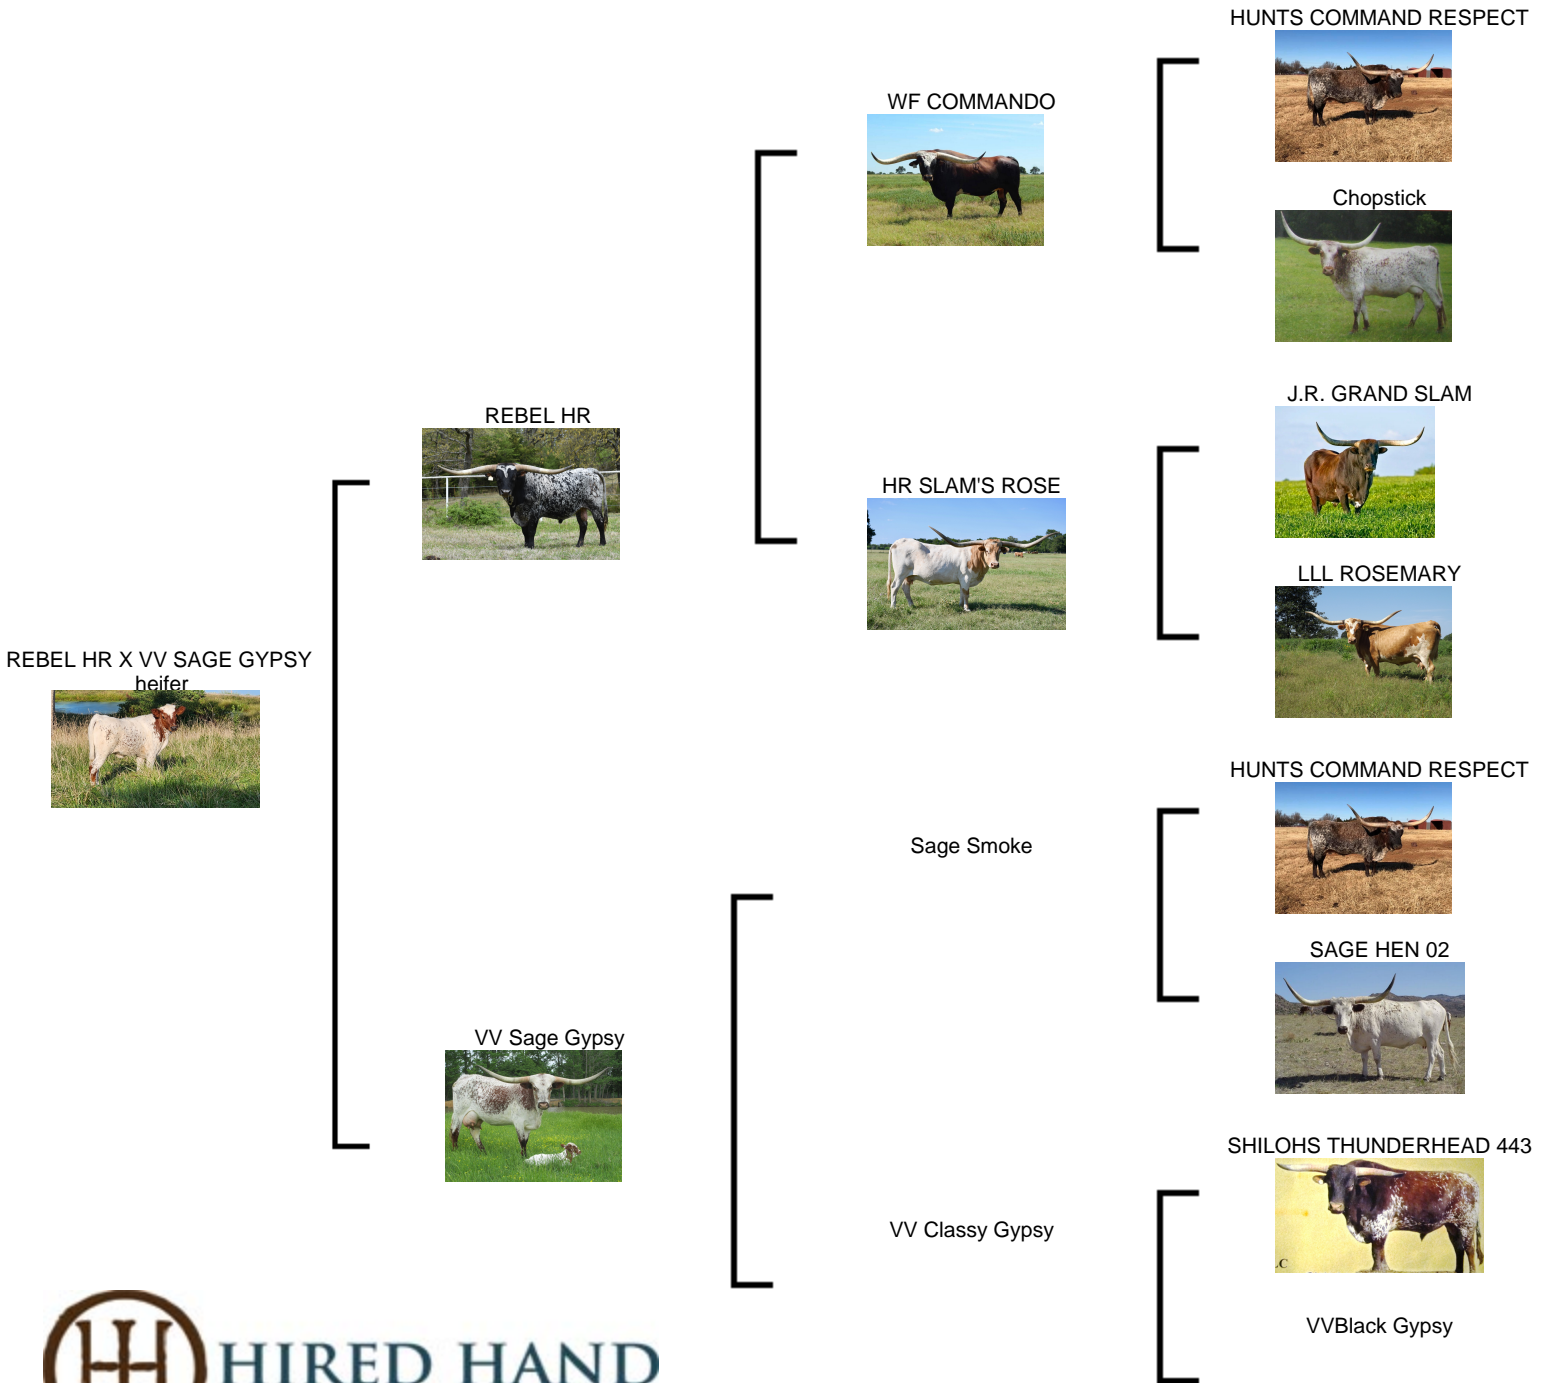 HUNTS COMMAND RESPECT
WF COMMANDO
Chopstick
J.R. GRAND SLAM
REBEL HR
HR SLAM'S ROSE
LLL ROSEMARY
REBEL HR X VV SAGE GYPSY
heifer
HUNTS COMMAND RESPECT
Sage Smoke
SAGE HEN 02
VV Sage Gypsy
SHILOHS THUNDERHEAD 443
LC
VV Classy Gypsy
VVBlack Gypsy
HIRED HAND